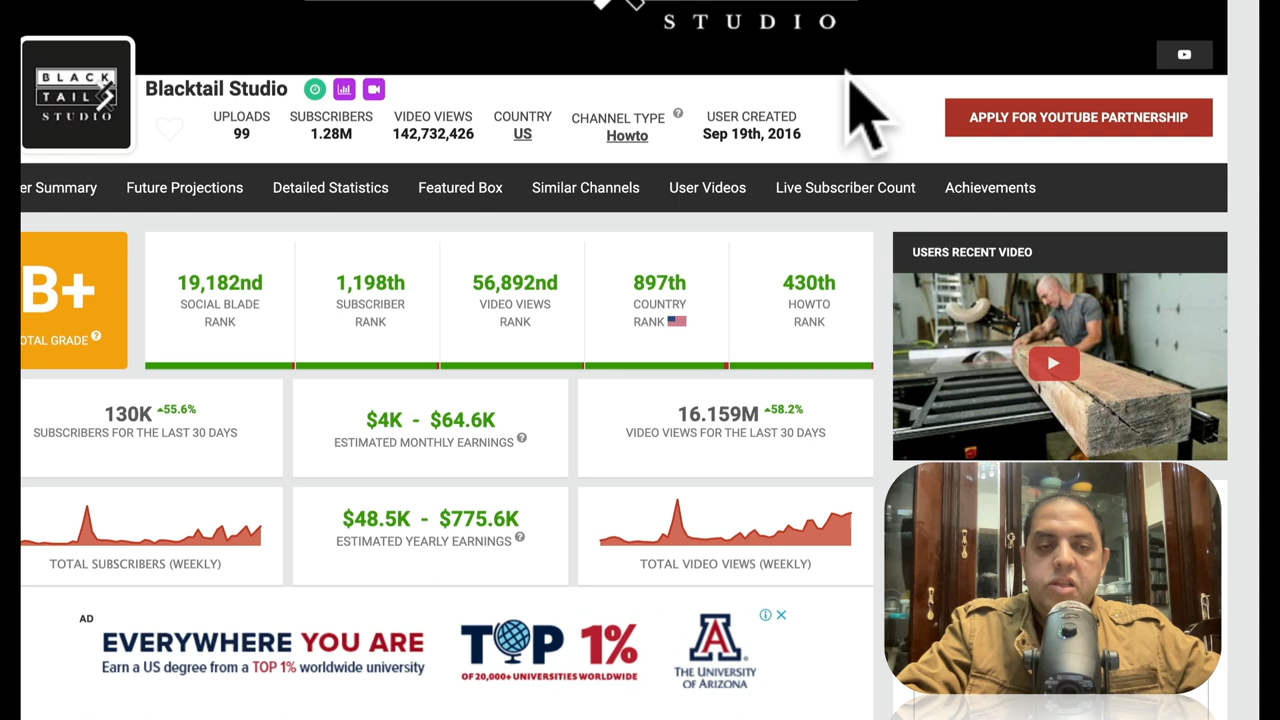 STUDIO
BLACK
TAIL
STUDIO
Blacktail Studio
UPLOADS
99
SUBSCRIBERS
1.28M
VIDEO VIEWS
142,732,426
COUNTRY
US
CHANNEL TYPE ?
Howto
USER CREATED
Sep 19th, 2016
APPLY FOR YOUTUBE PARTNERSHIP
er Summary
Future Projections
Detailed Statistics
Featured Box
Similar Channels
User Videos
Live Subscriber Count
Achievements
B+
OTAL GRADE ?
19,182nd
SOCIAL BLADE
RANK
1,198th
SUBSCRIBER
RANK
56,892nd
VIDEO VIEWS
RANK
897th
COUNTRY
RANK
430th
HOWTO
RANK
USERS RECENT VIDEO
130K 55.6%
SUBSCRIBERS FOR THE LAST 30 DAYS
$4K - $64.6K
ESTIMATED MONTHLY EARNINGS ?
16.159M 58.2%
VIDEO VIEWS FOR THE LAST 30 DAYS
TOTAL SUBSCRIBERS (WEEKLY)
$48.5K - $775.6K
ESTIMATED YEARLY EARNINGS ?
TOTAL VIDEO VIEWS (WEEKLY)
AD
EVERYWHERE YOU ARE
Earn a US degree from a TOP 1% worldwide university
TOP 1%
OF 20,000+ UNIVERSITIES WORLDWIDE
A
THE UNIVERSITY
OF ARIZONA